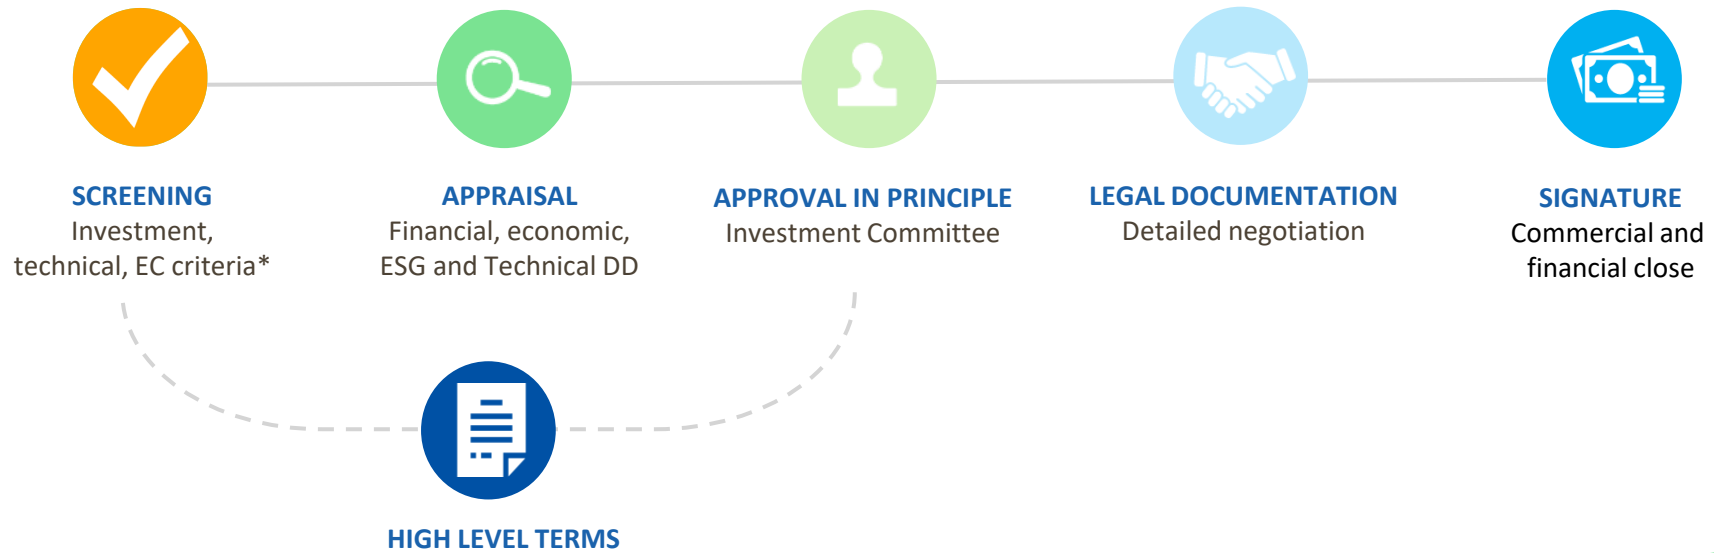 SCREENING
Investment,
technical, EC criteria*
APPRAISAL
Financial, economic,
ESG and Technical DD
APPROVAL IN PRINCIPLE
Investment Committee
LEGAL DOCUMENTATION
Detailed negotiation
SIGNATURE
Commercial and
financial close
HIGH LEVEL TERMS